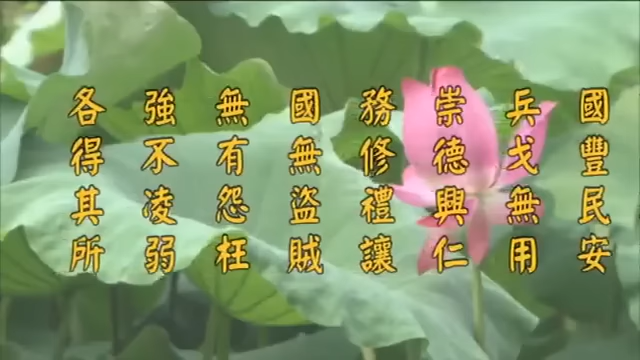 國豐民安
兵戈無用
崇德興仁
務修禮讓
國無盜賊
無有怨枉
強不凌弱
各得其所